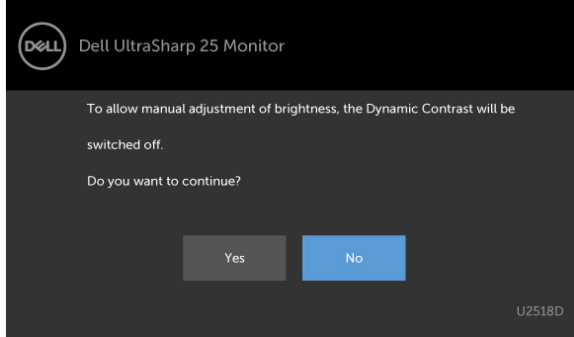 DELL
Dell UltraSharp 25 Monitor
To allow manual adjustment of brightness, the Dynamic Contrast will be
switched off.
Do you want to continue?
Yes
No
U2518D